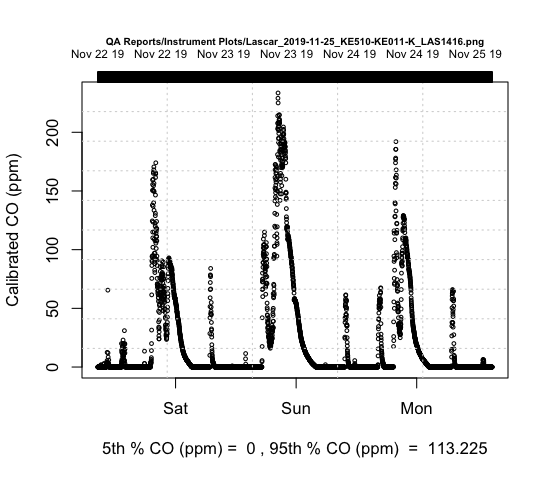 QA Reports/Instrument Plots/Lascar_2019-11-25_KE510-KE011-K_LAS1416.png
Nov 22 19 Nov 22 19 Nov 23 19 Nov 23 19 Nov 24 19 Nov 24 19 Nov 25 19
Calibrated CO (ppm)
200
150
100
50
0
Sat Sun Mon
5th % CO (ppm) = 0 , 95th % CO (ppm) = 113.225